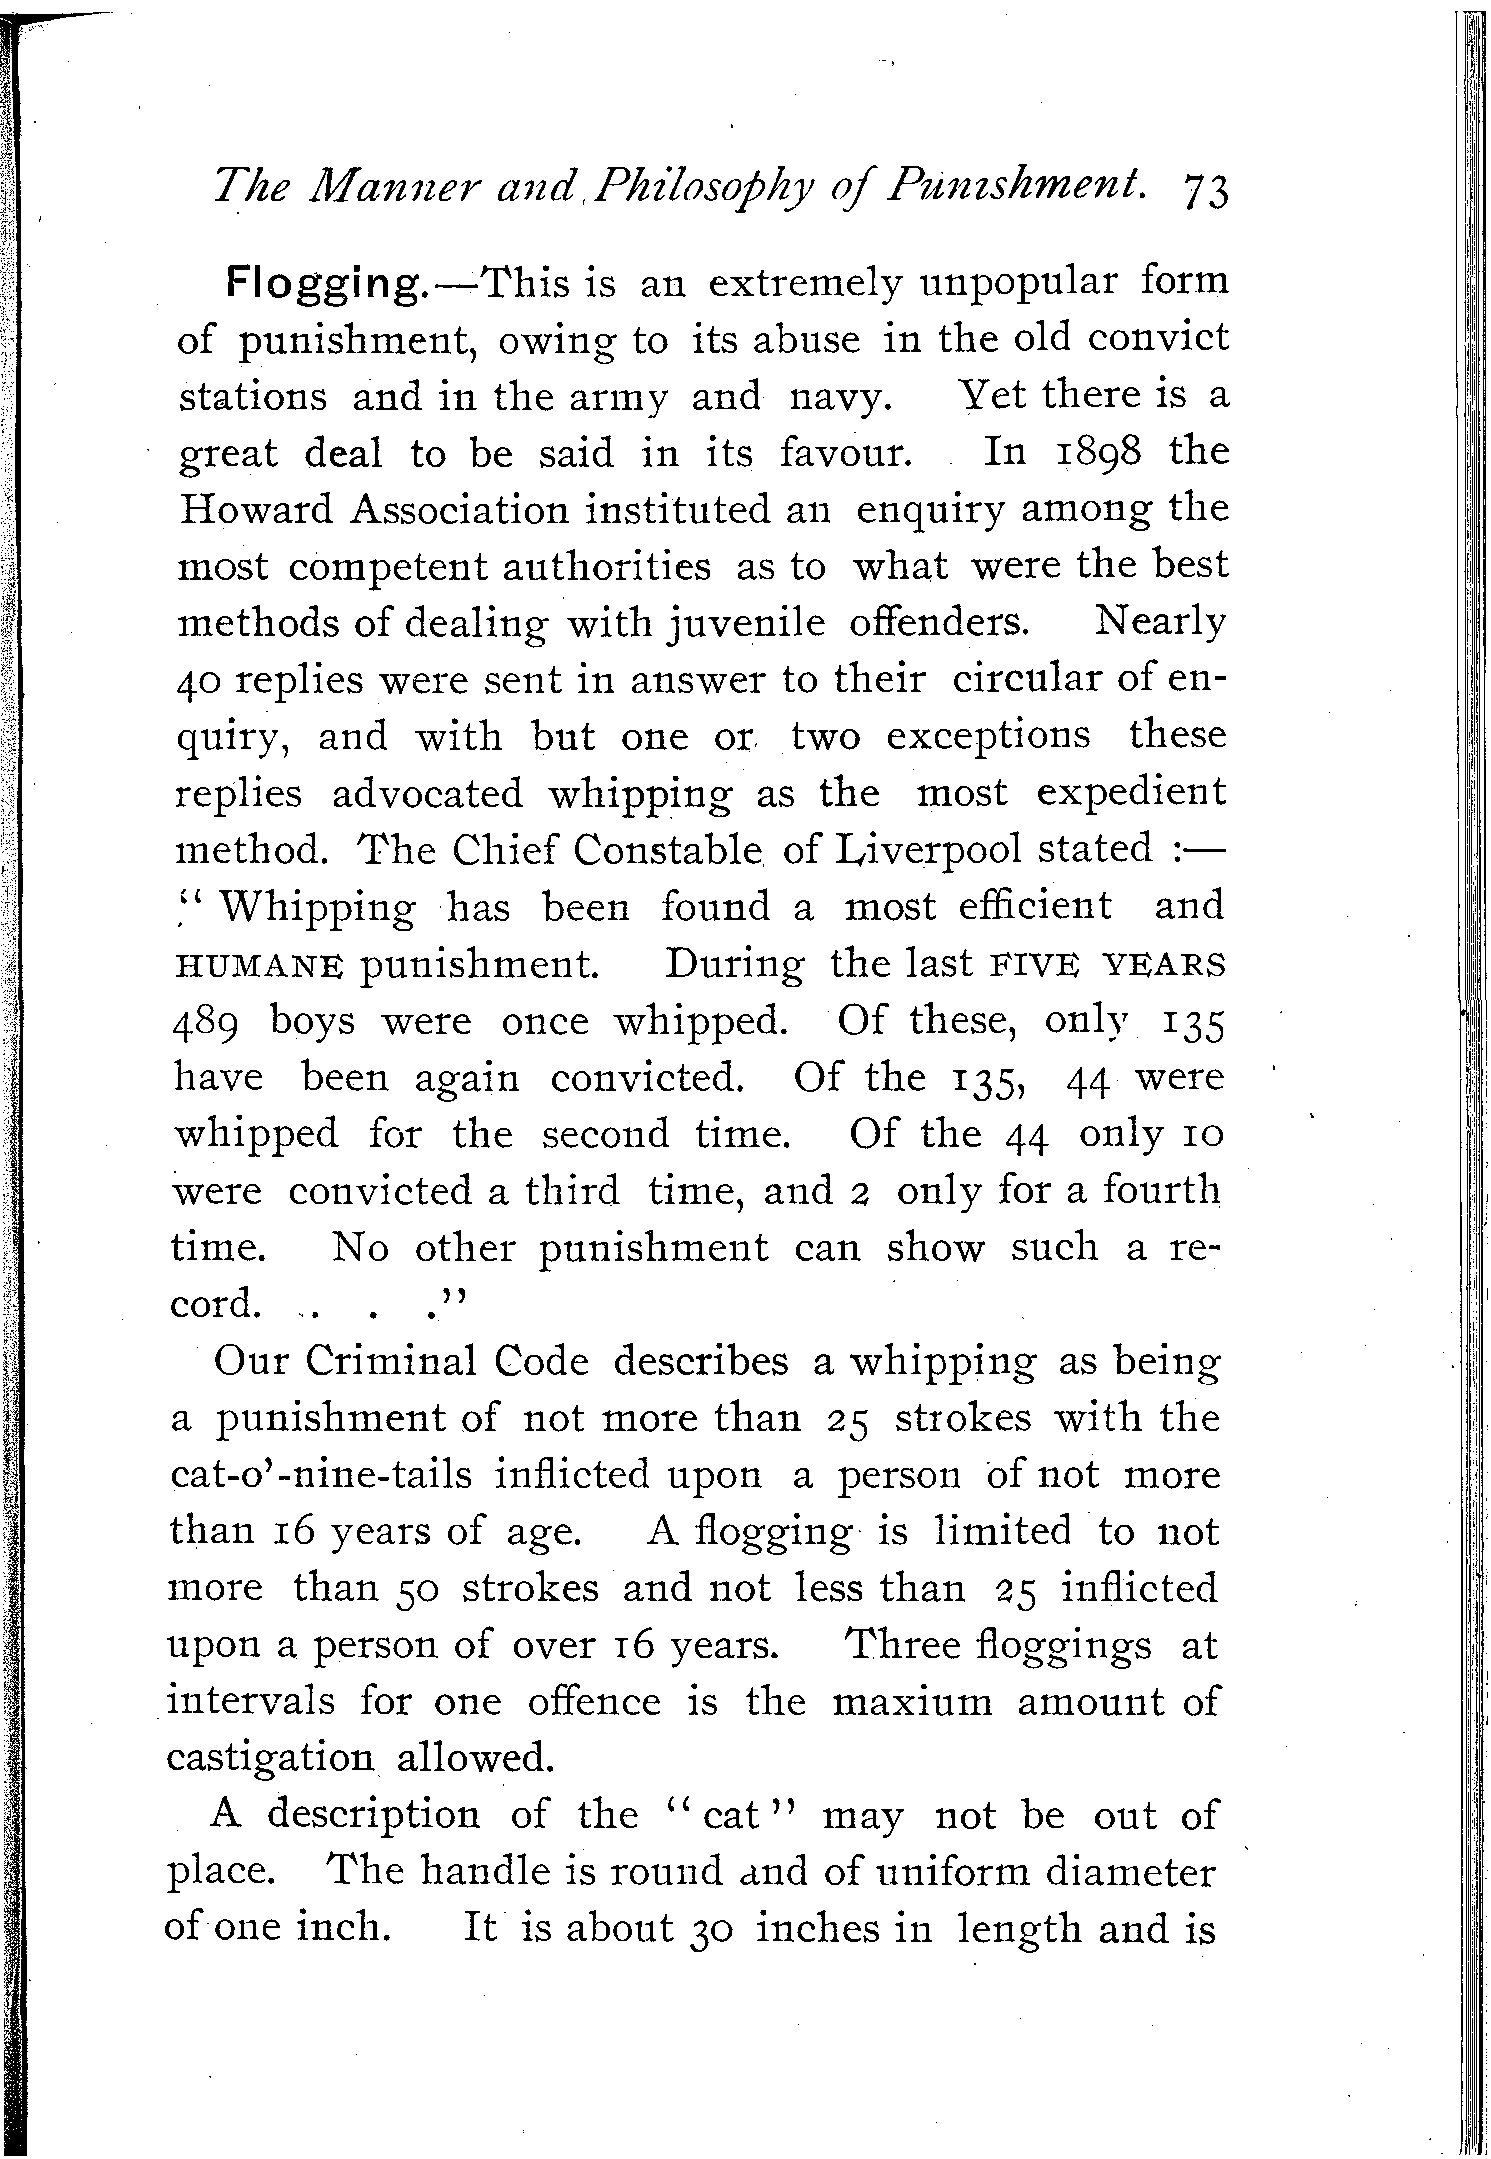 The Manner and Philosophy of Punishment. 73
Flogging.—This is an extremely unpopular form
of punishment, owing to its abuse in the old convict
stations and in the army and navy. Yet there is a
great deal to be said in its favour. In 1898 the
Howard Association instituted an enquiry among the
most competent authorities as to what were the best
methods of dealing with juvenile offenders. Nearly
40 replies were sent in answer to their circular of en-
quiry, and with but one or two exceptions these
replies advocated whipping as the most expedient
method. The Chief Constable of Liverpool stated :—
“ Whipping has been found a most efficient and
HUMANE punishment. During the last FIVE YEARS
489 boys were once whipped. Of these, only 135
have been again convicted. Of the 135, 44 were
whipped for the second time. Of the 44 only 10
were convicted a third time, and 2 only for a fourth
time. No other punishment can show such a re-
cord. . . .”
Our Criminal Code describes a whipping as being
a punishment of not more than 25 strokes with the
cat-o’-nine-tails inflicted upon a person of not more
than 16 years of age. A flogging is limited to not
more than 50 strokes and not less than 25 inflicted
upon a person of over 16 years. Three floggings at
intervals for one offence is the maxium amount of
castigation allowed.
A description of the “ cat ” may not be out of
place. The handle is round and of uniform diameter
of one inch. It is about 30 inches in length and is